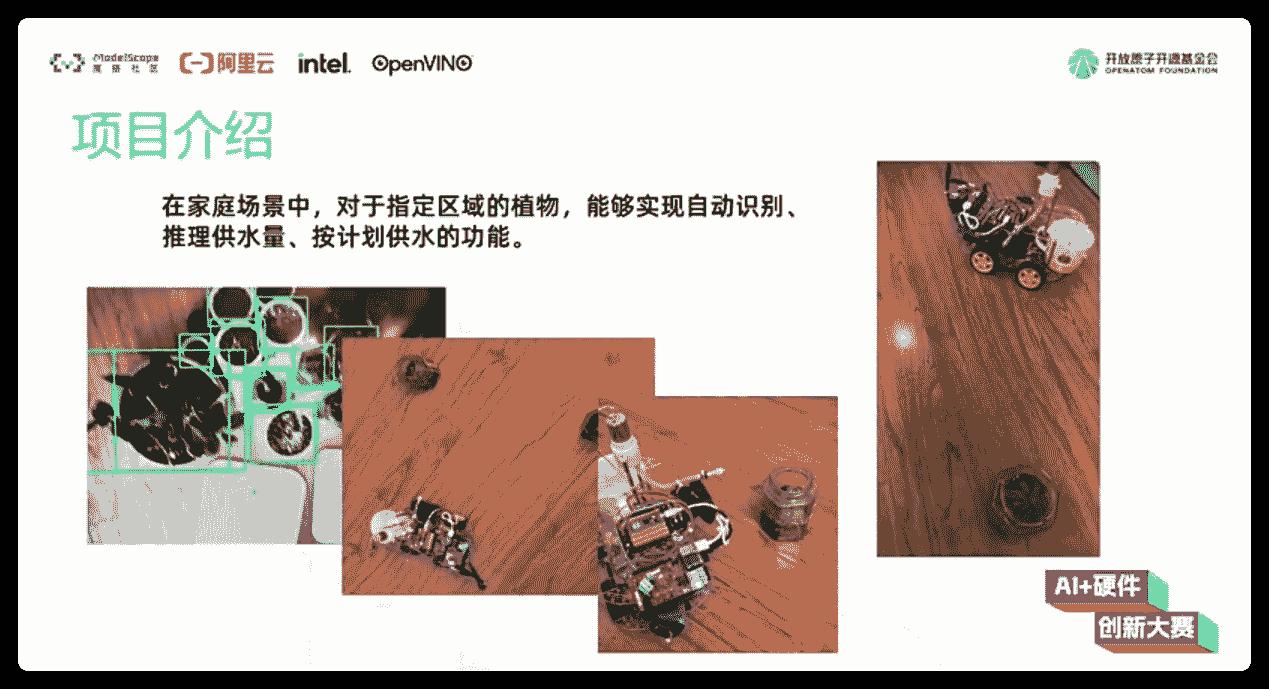 ModelScope
魔搭社区
阿里云
intel.
OpenVINO
开放原子开源基金会
OPENATOM FOUNDATION
项目介绍
在家庭场景中，对于指定区域的植物，能够实现自动识别、
推理供水量、按计划供水的功能。
AI+硬件
创新大赛